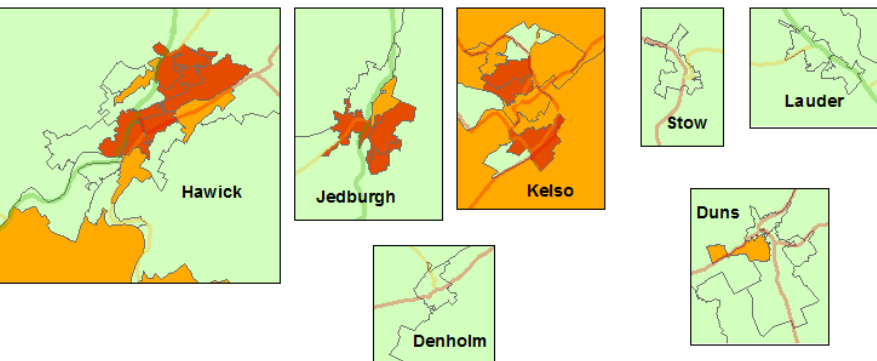 Hawick
Jedburgh
Kelso
Stow
Lauder
Duns
Denholm